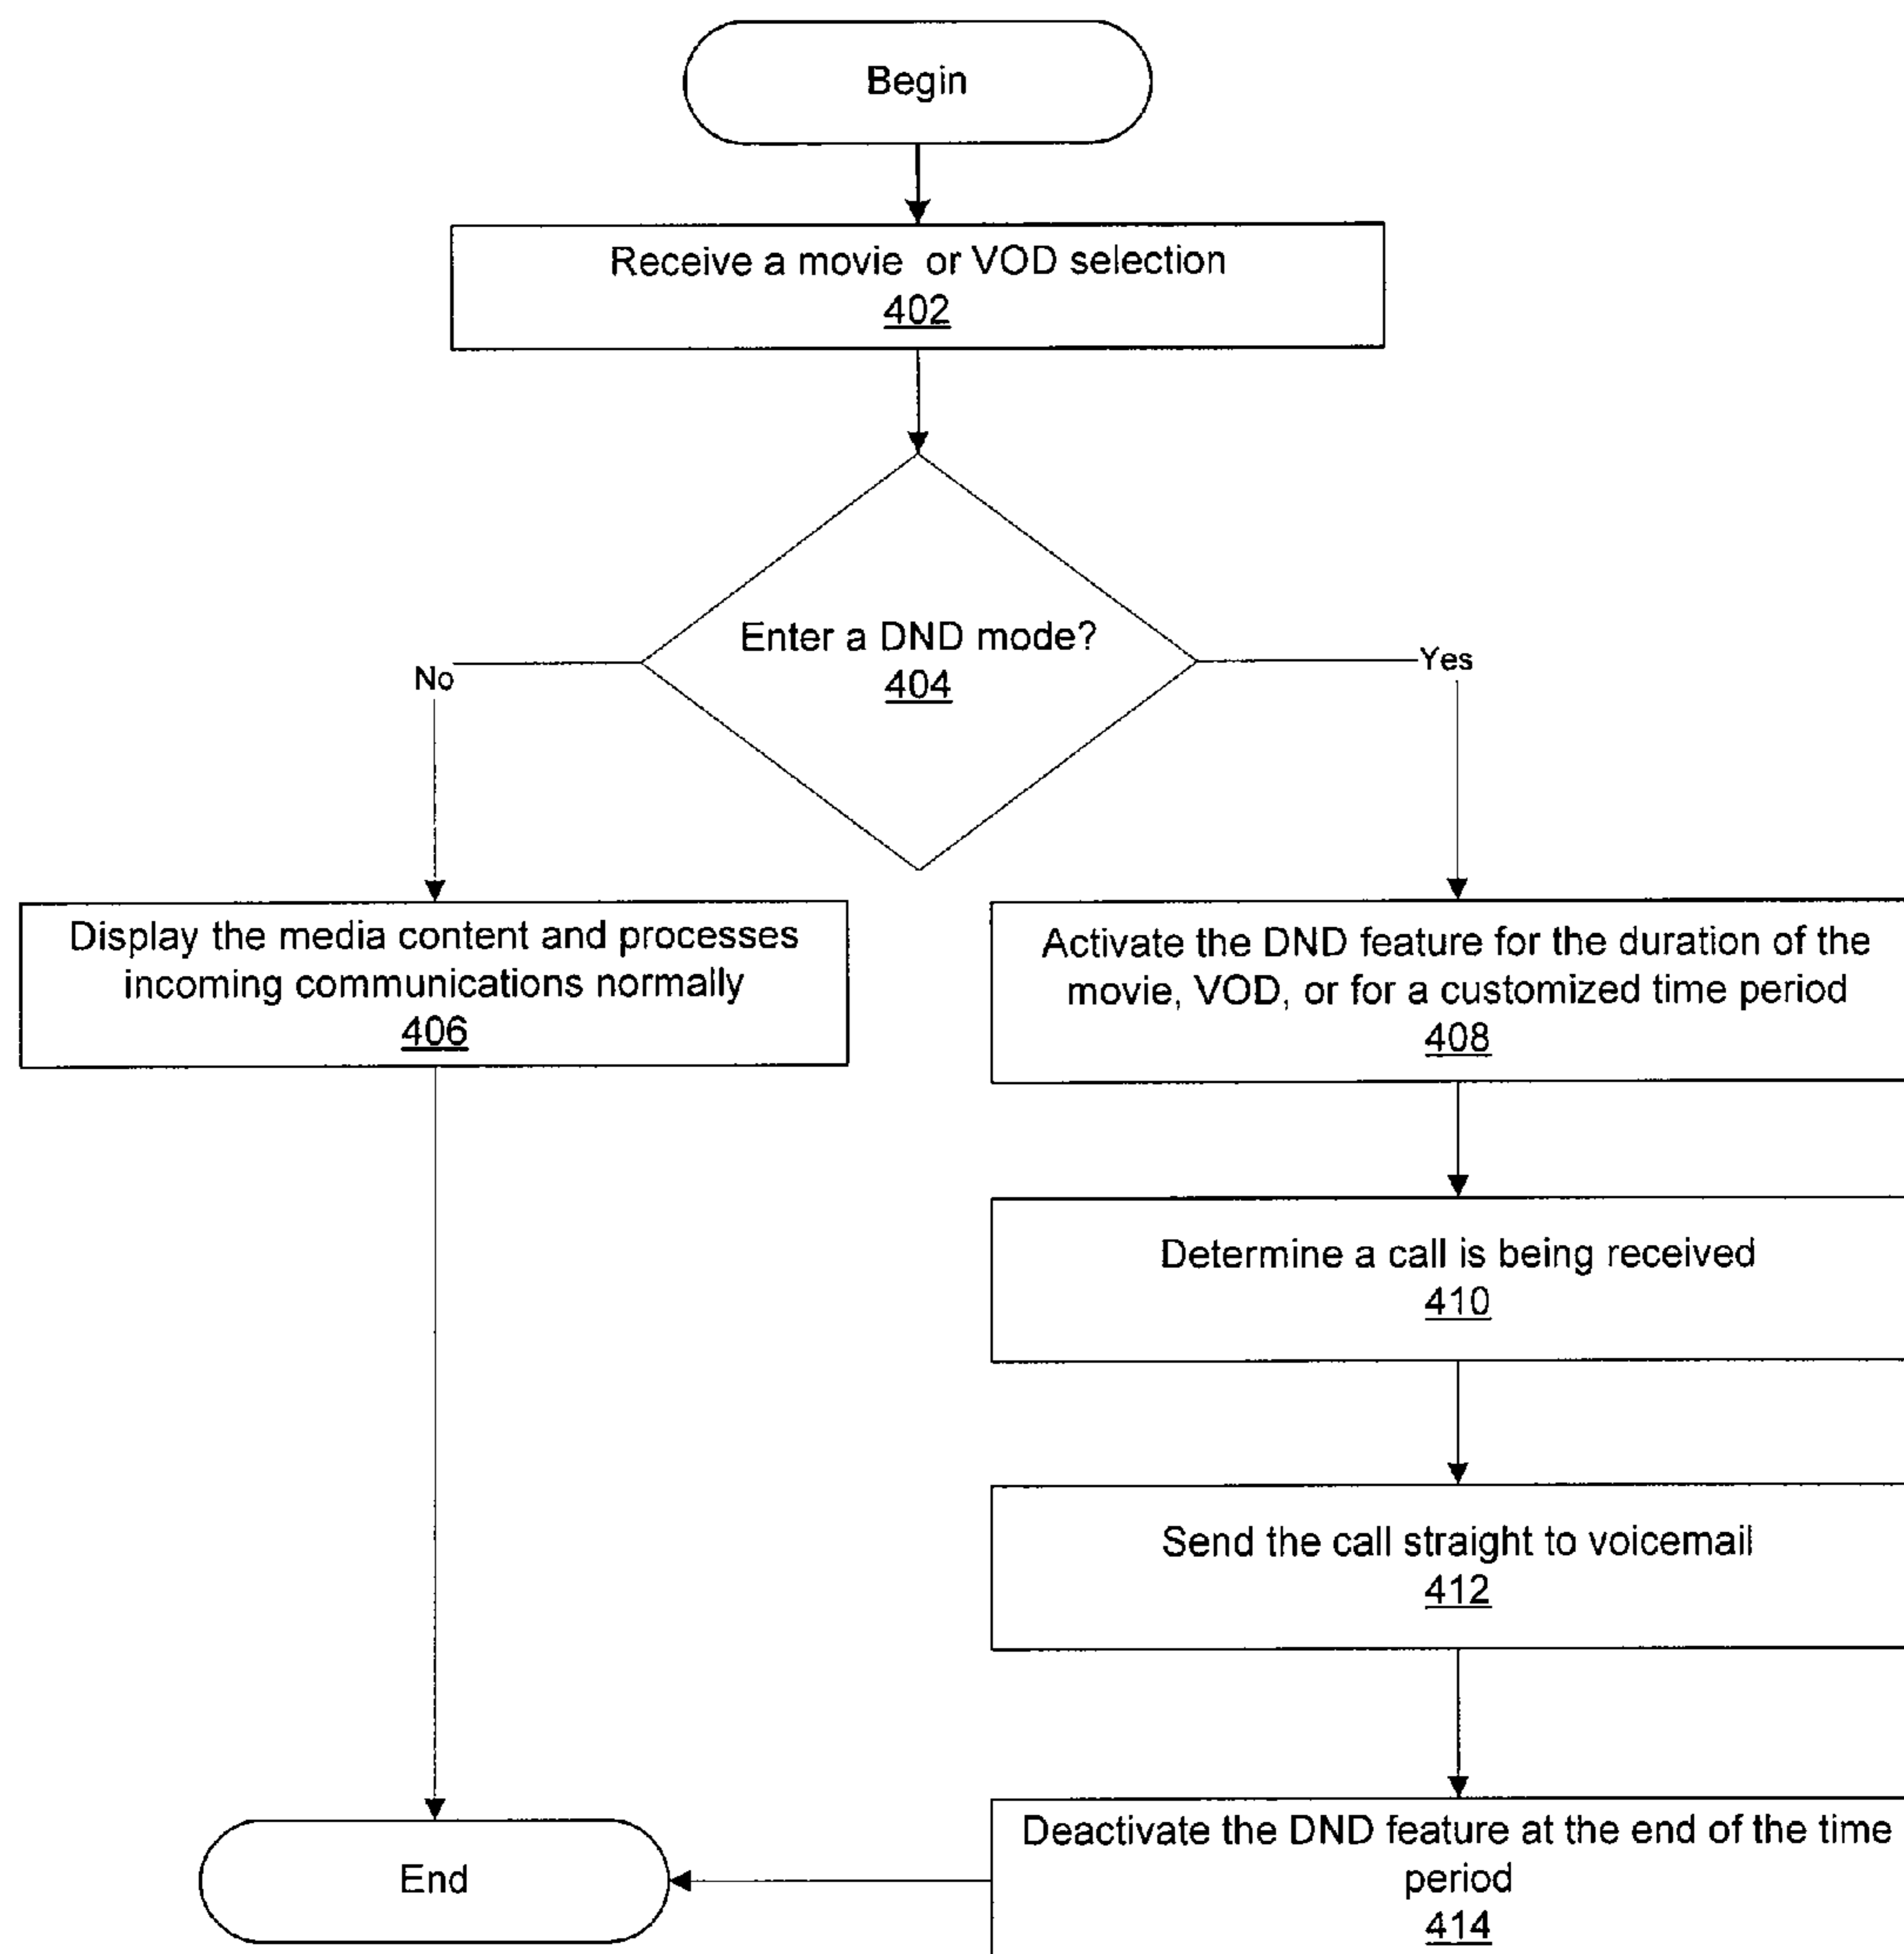 Begin
Receive a movie or VOD selection
402
Enter a DND mode?
404
No
Yes
Display the media content and processes
incoming communications normally
406
Activate the DND feature for the duration of the
movie, VOD, or for a customized time period
408
Determine a call is being received
410
Send the call straight to voicemail
412
Deactivate the DND feature at the end of the time
period
414
End